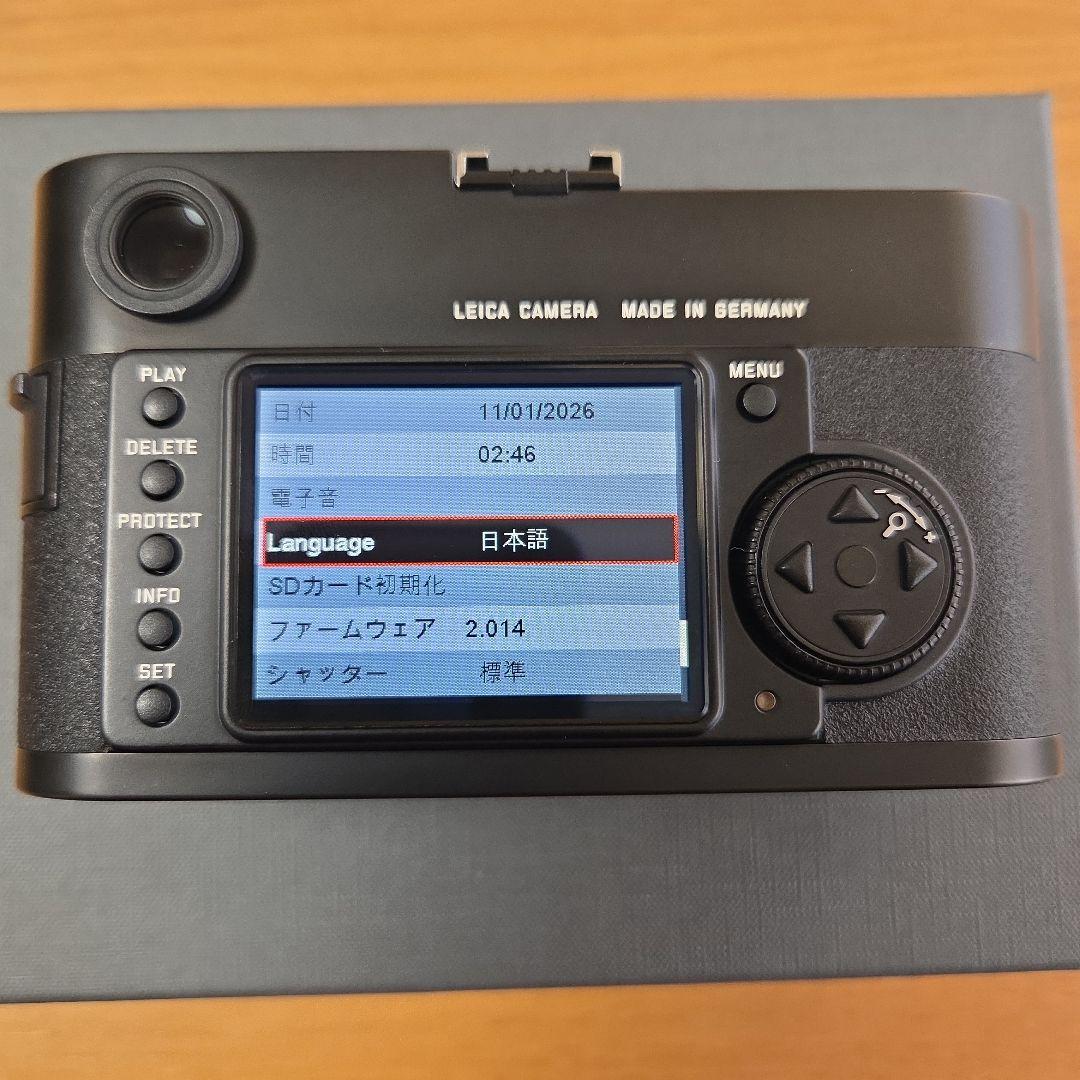 LEICA CAMERA MADE IN GERMANY
PLAY
DELETE
PROTECT
INFO
SET
MENU
日付 11/01/2026
時間 02:46
電子音
Language 日本語
SDカード初期化
ファームウェア 2.014
シャッター 標準
- +